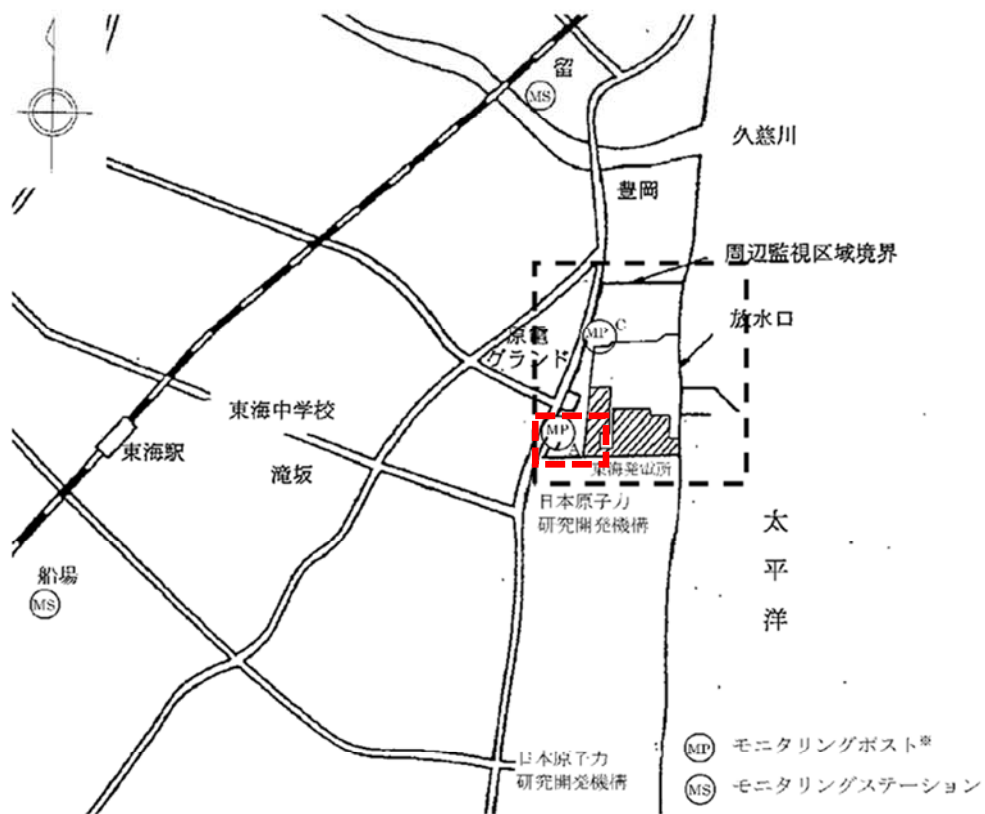 留
MS
久慈川
豊岡
周辺監視区域境界
MP C
放水口
原電
グランド
東海中学校
MP
A
東海駅
滝坂
東海発電所
日本原子力
研究開発機構
太
平
洋
船場
MS
MP モニタリングポスト※
日本原子力
研究開発機構
MS モニタリングステーション